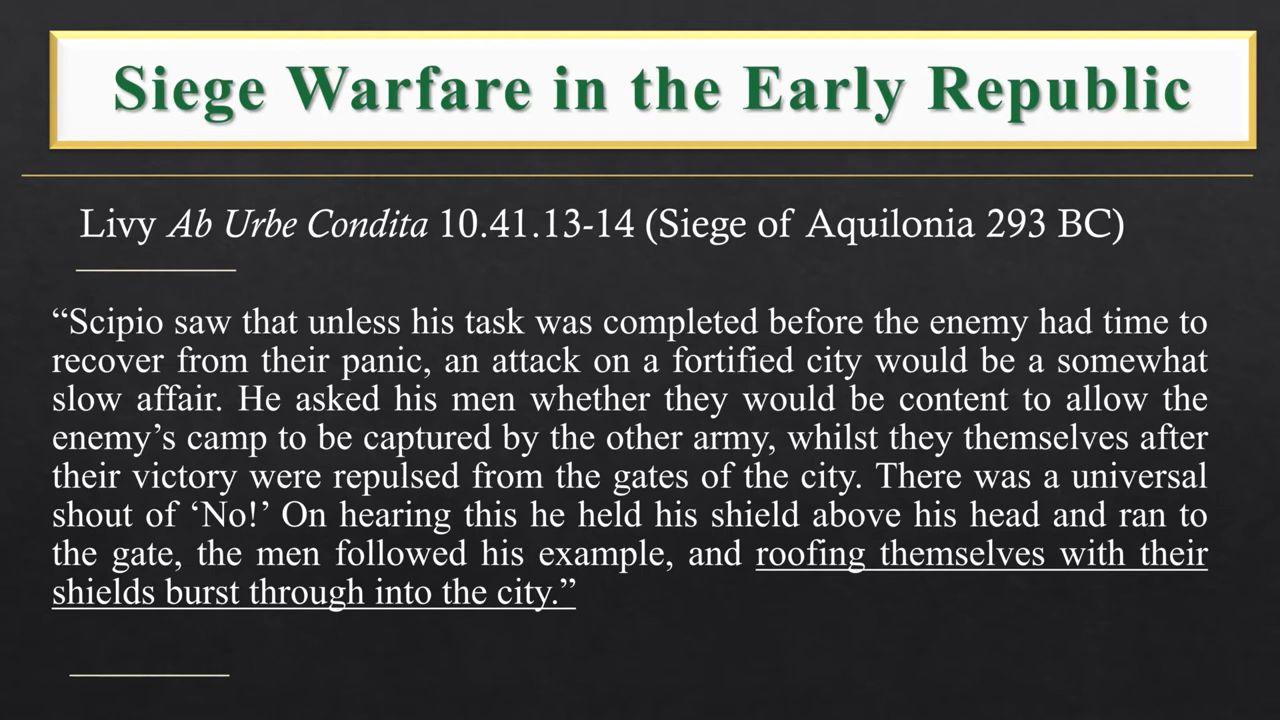 Siege Warfare in the Early Republic
Livy Ab Urbe Condita 10.41.13-14 (Siege of Aquilonia 293 BC)
“Scipio saw that unless his task was completed before the enemy had time to
recover from their panic, an attack on a fortified city would be a somewhat
slow affair. He asked his men whether they would be content to allow the
enemy’s camp to be captured by the other army, whilst they themselves after
their victory were repulsed from the gates of the city. There was a universal
shout of ‘No!’ On hearing this he held his shield above his head and ran to
the gate, the men followed his example, and roofing themselves with their
shields burst through into the city.”